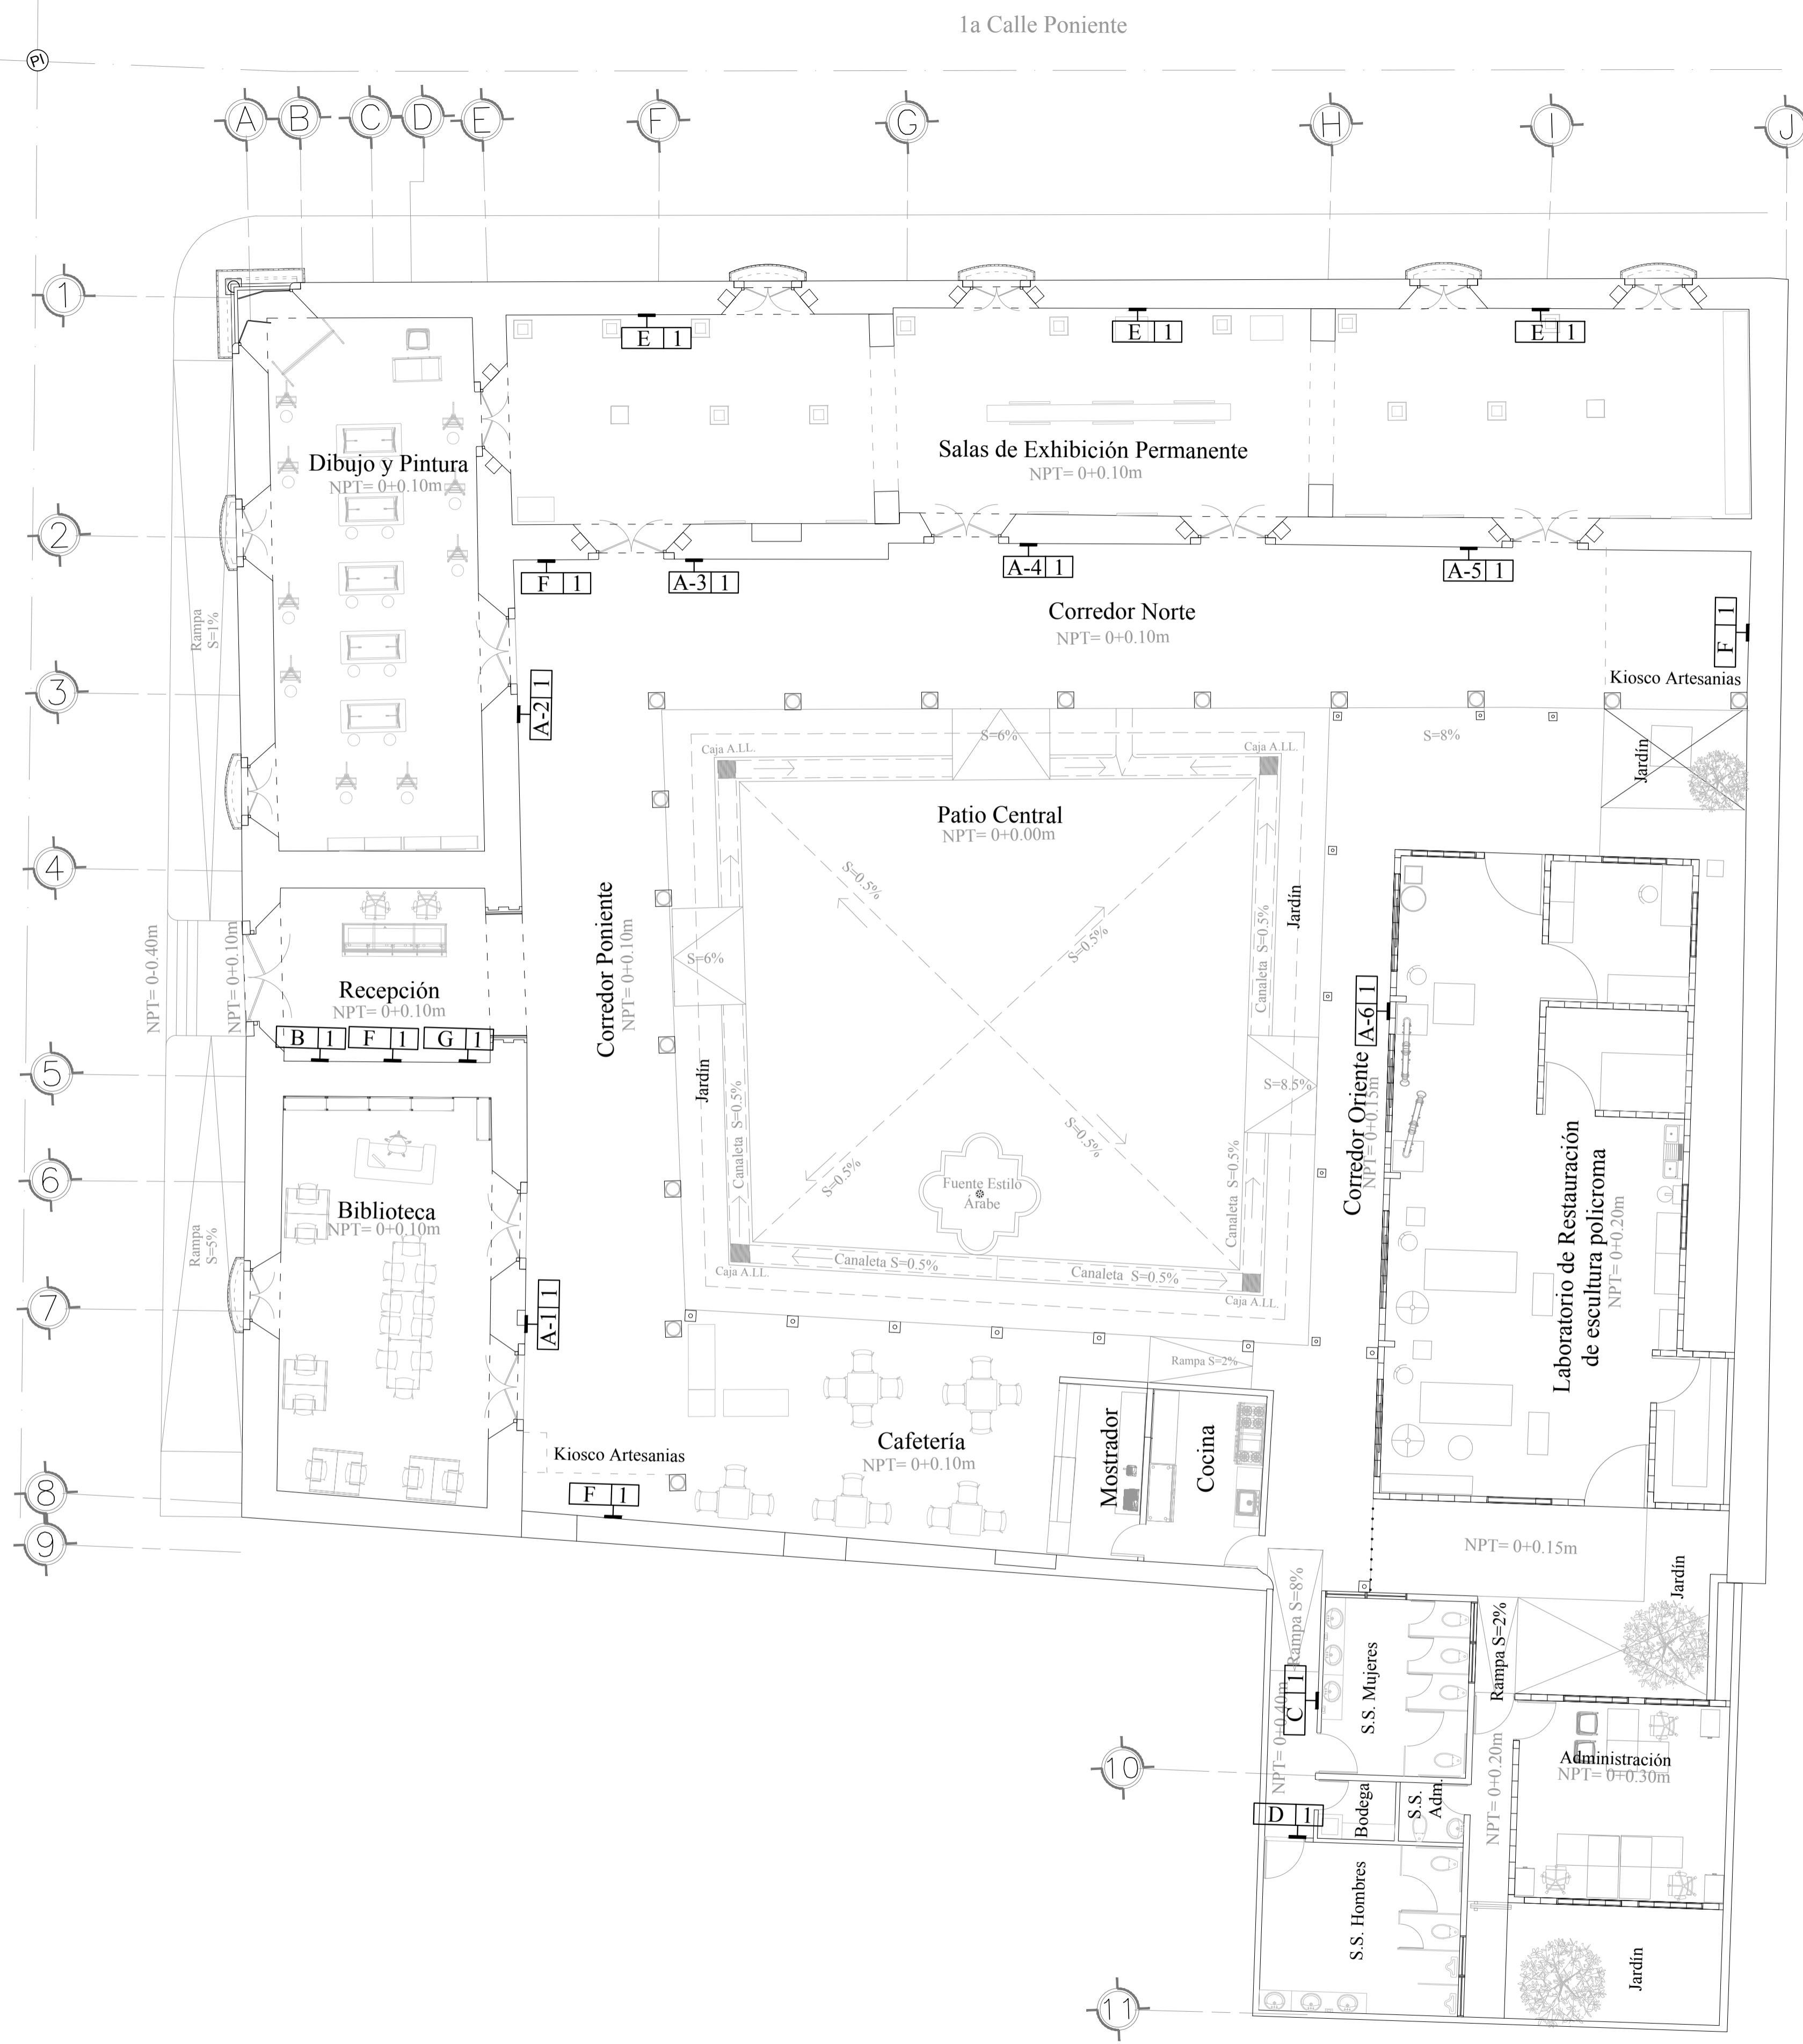 1a Calle Poniente
PI
A
B
C
D
E
F
G
H
I
J
1
E 1
E 1
E 1
Salas de Exhibición Permanente
NPT= 0+0.10m
Dibujo y Pintura
NPT= 0+0.10m
2
F 1
A-3 1
A-4 1
A-5 1
Rampa
S=1%
Corredor Norte
NPT= 0+0.10m
F 1
Kiosco Artesanias
3
A-2 1
S=6%
S=8%
Caja A.LL.
Caja A.LL.
Jardín
Patio Central
NPT= 0+0.00m
4
S=0.5%
S=0.5%
Jardín
Canaleta S=0.5%
Corredor Poniente
NPT= 0+0.10m
S=6%
NPT= 0-0.40m
NPT= 0+0.10m
Recepción
NPT= 0+0.10m
B 1
F 1
G 1
A-6 1
5
Jardín
S=8.5%
Corredor Oriente
NPT= 0+0.15m
Canaleta S=0.5%
S=0.5%
S=0.5%
Canaleta S=0.5%
6
Fuente Estilo
Árabe
Biblioteca
NPT= 0+0.10m
Rampa
S=5%
Laboratorio de Restauración
de escultura policroma
NPT= 0+0.20m
Canaleta S=0.5%
Canaleta S=0.5%
Caja A.LL.
Caja A.LL.
7
A-1 1
Rampa S=2%
Cafetería
NPT= 0+0.10m
Mostrador
Cocina
Kiosco Artesanias
F 1
8
9
NPT= 0+0.15m
Jardín
Rampa S=8%
Rampa S=2%
S.S. Mujeres
C 1
NPT= 0+0.40m
10
Administración
NPT= 0+0.30m
NPT= 0+0.20m
D 1
Bodega
S.S.
Adm.
S.S. Hombres
Jardín
11